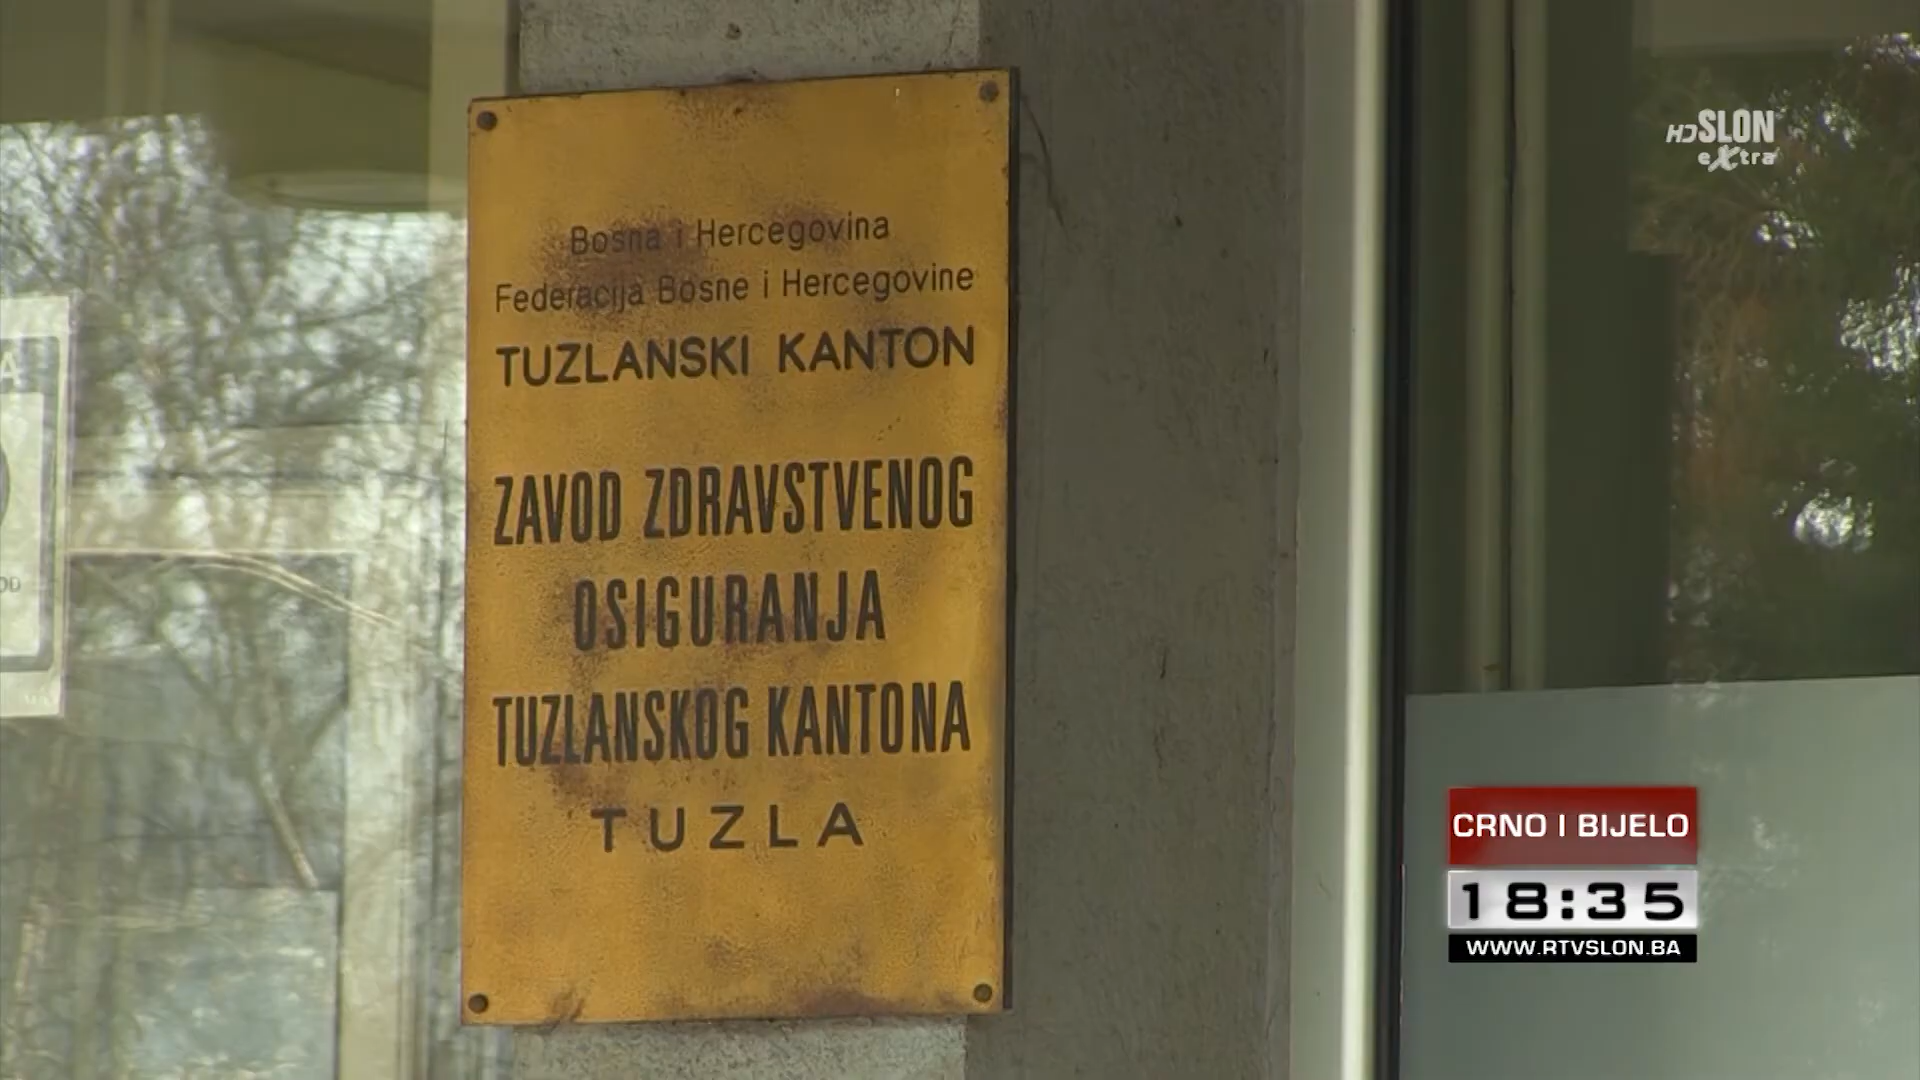 Bosna i Hercegovina
Federacija Bosne i Hercegovine
TUZLANSKI KANTON
ZAVOD ZDRAVSTVENOG
OSIGURANJA
TUZLANSKOG KANTONA
TUZLA
HD SLON
extra
CRNO I BIJELO
18:35
WWW.RTVSLON.BA